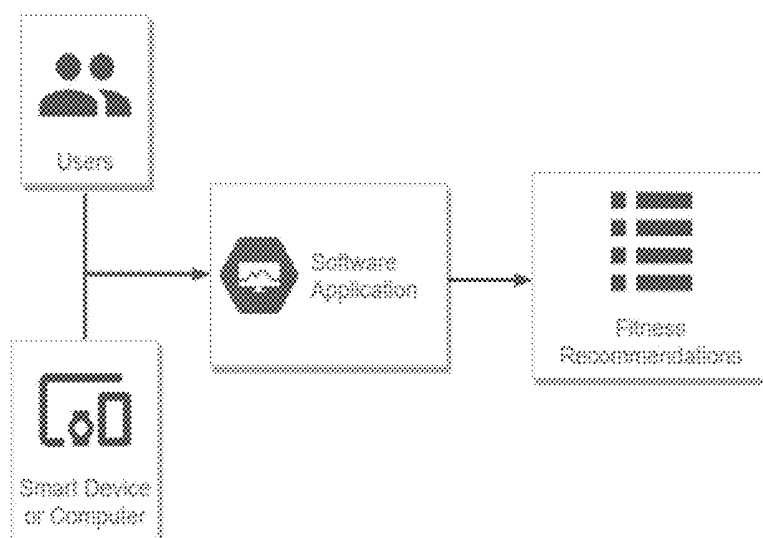 Users
Software
Application
Fitness
Recommendations
Smart Device
or Computer